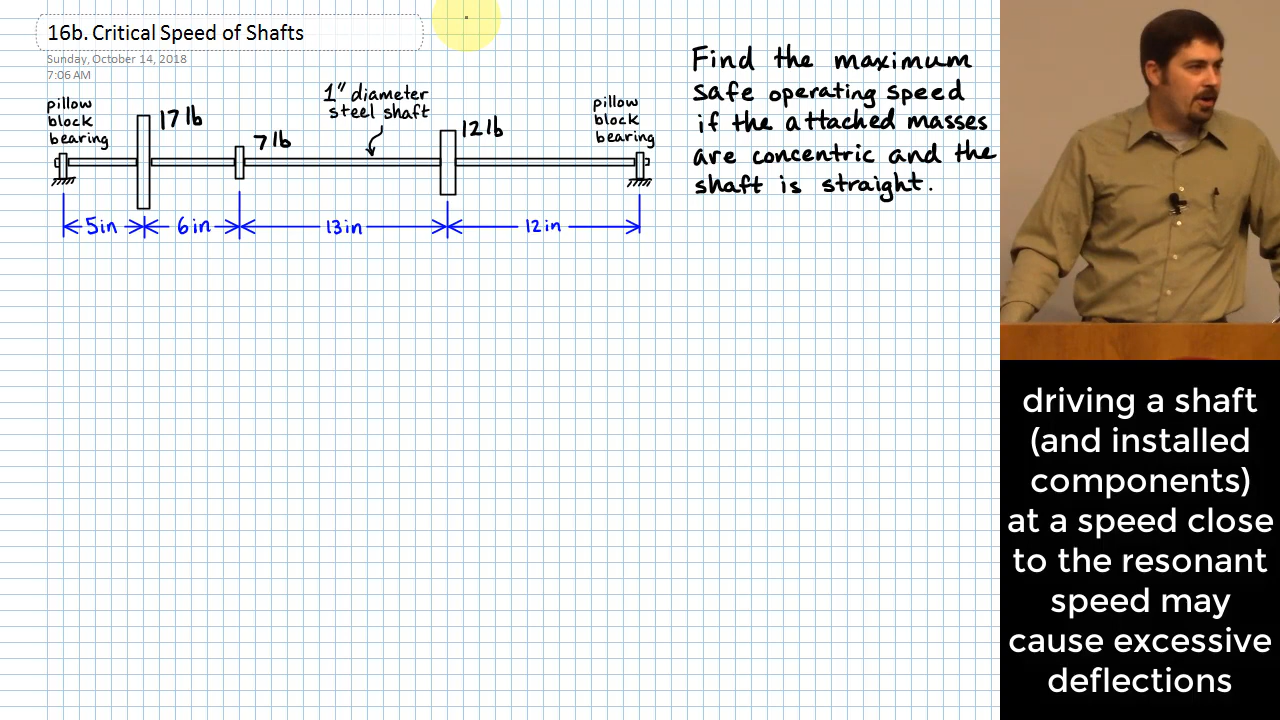 16b. Critical Speed of Shafts
Sunday, October 14, 2018
7:06 AM
pillow
block
bearing
17 lb
7 lb
1" diameter
steel shaft
12 lb
pillow
block
bearing
5in
6in
13in
12in
Find the maximum
safe operating speed
if the attached masses
are concentric and the
shaft is straight.
driving a shaft
(and installed
components)
at a speed close
to the resonant
speed may
cause excessive
deflections